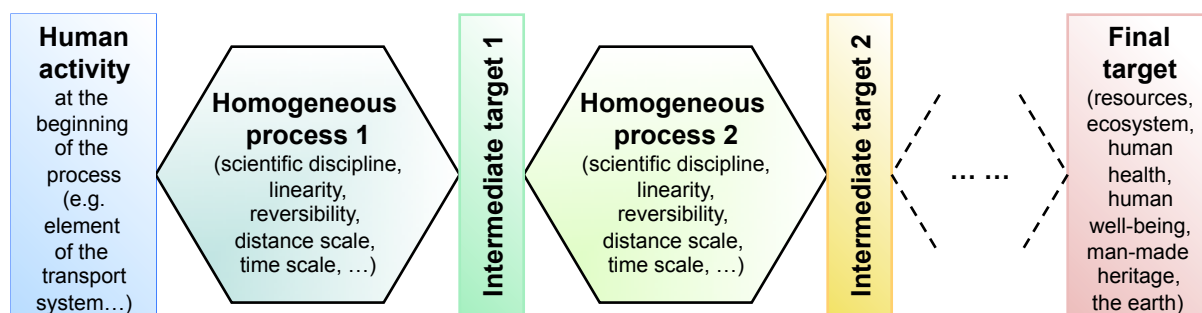 Human
activity
at the
beginning
of the
process
(e.g.
element
of the
transport
system…)
Homogeneous
process 1
(scientific discipline,
linearity,
reversibility,
distance scale,
time scale, …)
Intermediate target 1
Homogeneous
process 2
(scientific discipline,
linearity,
reversibility,
distance scale,
time scale, …)
Intermediate target 2
… …
Final
target
(resources,
ecosystem,
human
health,
human
well-being,
man-made
heritage,
the earth)